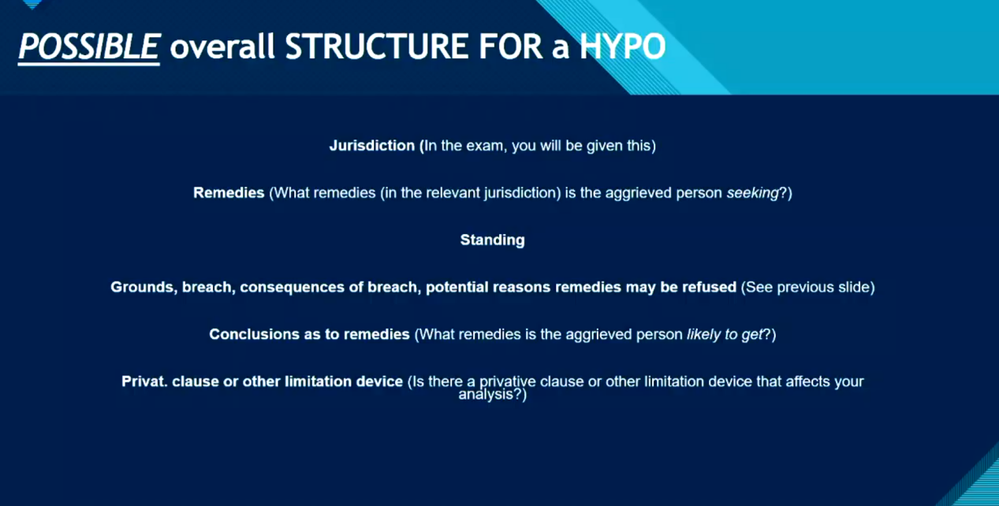 POSSIBLE overall STRUCTURE FOR a HYPO
Jurisdiction (In the exam, you will be given this)
Remedies (What remedies (in the relevant jurisdiction) is the aggrieved person seeking?)
Standing
Grounds, breach, consequences of breach, potential reasons remedies may be refused (See previous slide)
Conclusions as to remedies (What remedies is the aggrieved person likely to get?)
Privat. clause or other limitation device (Is there a privative clause or other limitation device that affects your
analysis?)